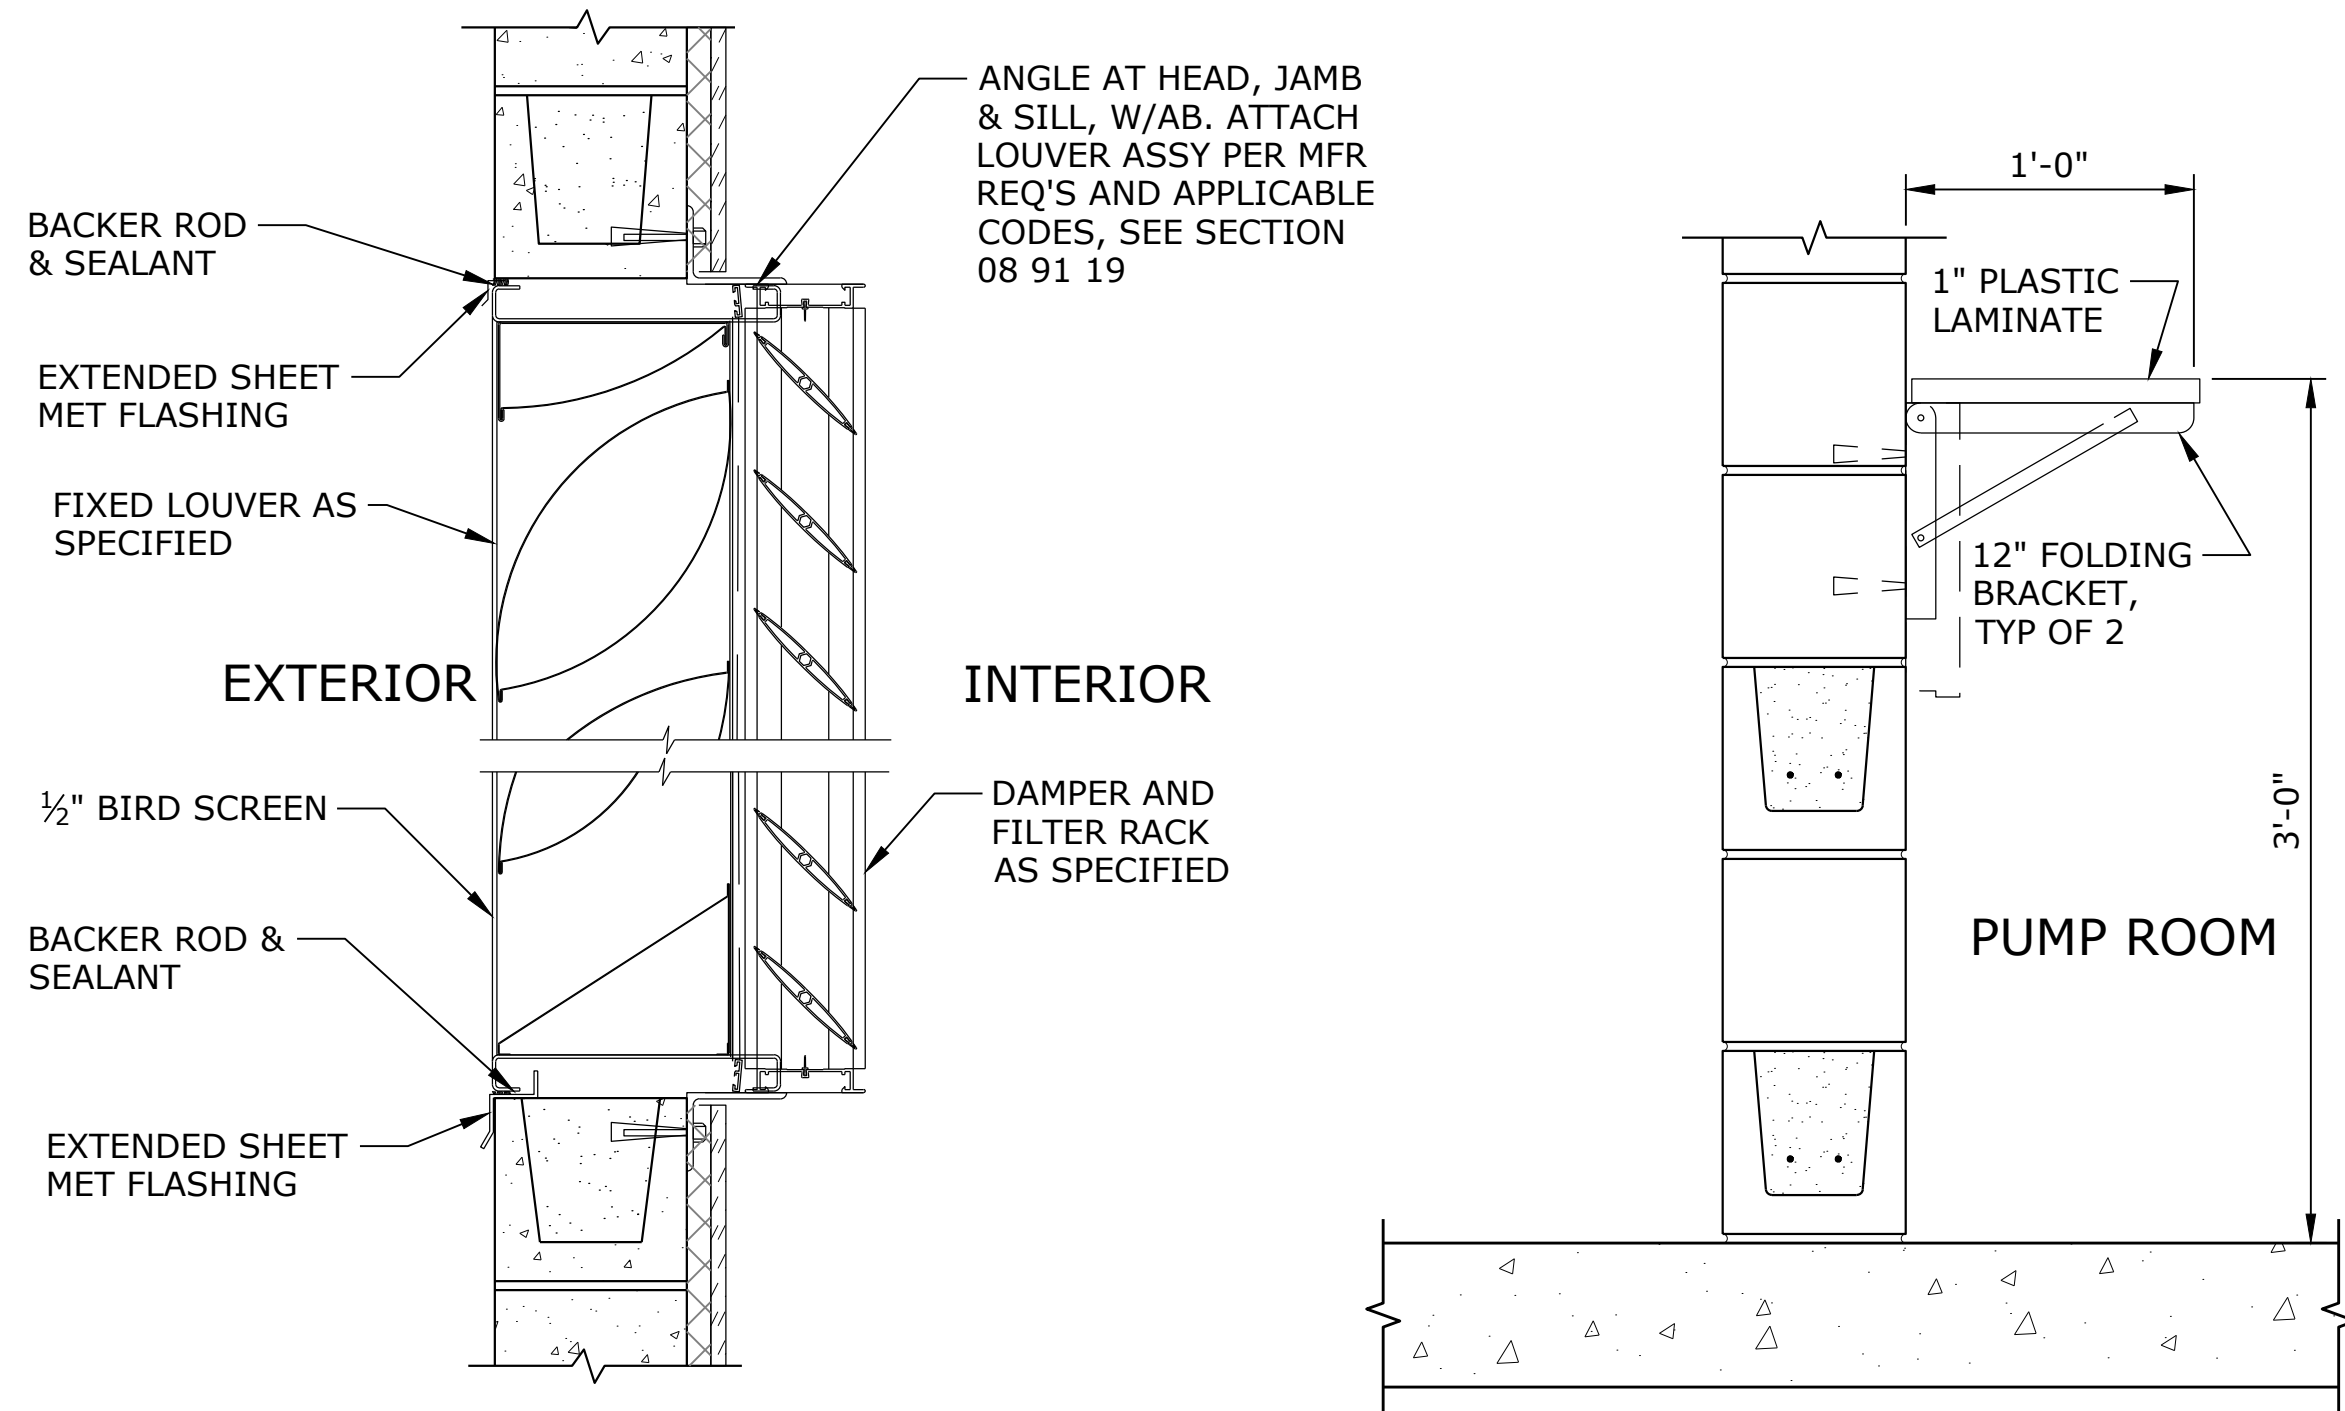 ANGLE AT HEAD, JAMB
& SILL, W/AB. ATTACH
LOUVER ASSY PER MFR
REQ'S AND APPLICABLE
CODES, SEE SECTION
08 91 19
BACKER ROD
& SEALANT
EXTENDED SHEET
MET FLASHING
FIXED LOUVER AS
SPECIFIED
EXTERIOR
INTERIOR
½" BIRD SCREEN
DAMPER AND
FILTER RACK
AS SPECIFIED
BACKER ROD &
SEALANT
EXTENDED SHEET
MET FLASHING
1'-0"
1" PLASTIC
LAMINATE
12" FOLDING
BRACKET,
TYP OF 2
3'-0"
PUMP ROOM